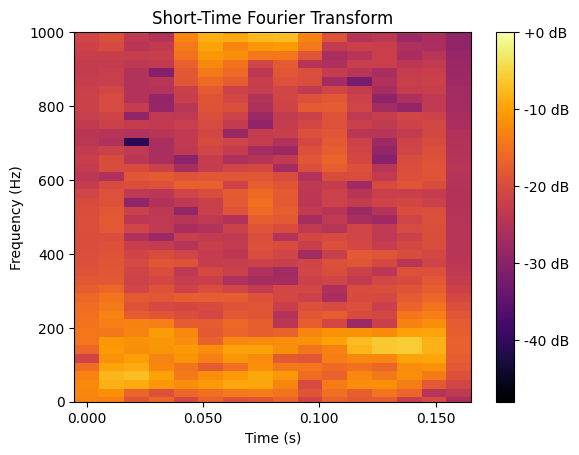 Short-Time Fourier Transform
1000
800
600
400
200
0
Frequency (Hz)
0.000
0.050
0.100
0.150
Time (s)
+0 dB
-10 dB
-20 dB
-30 dB
-40 dB